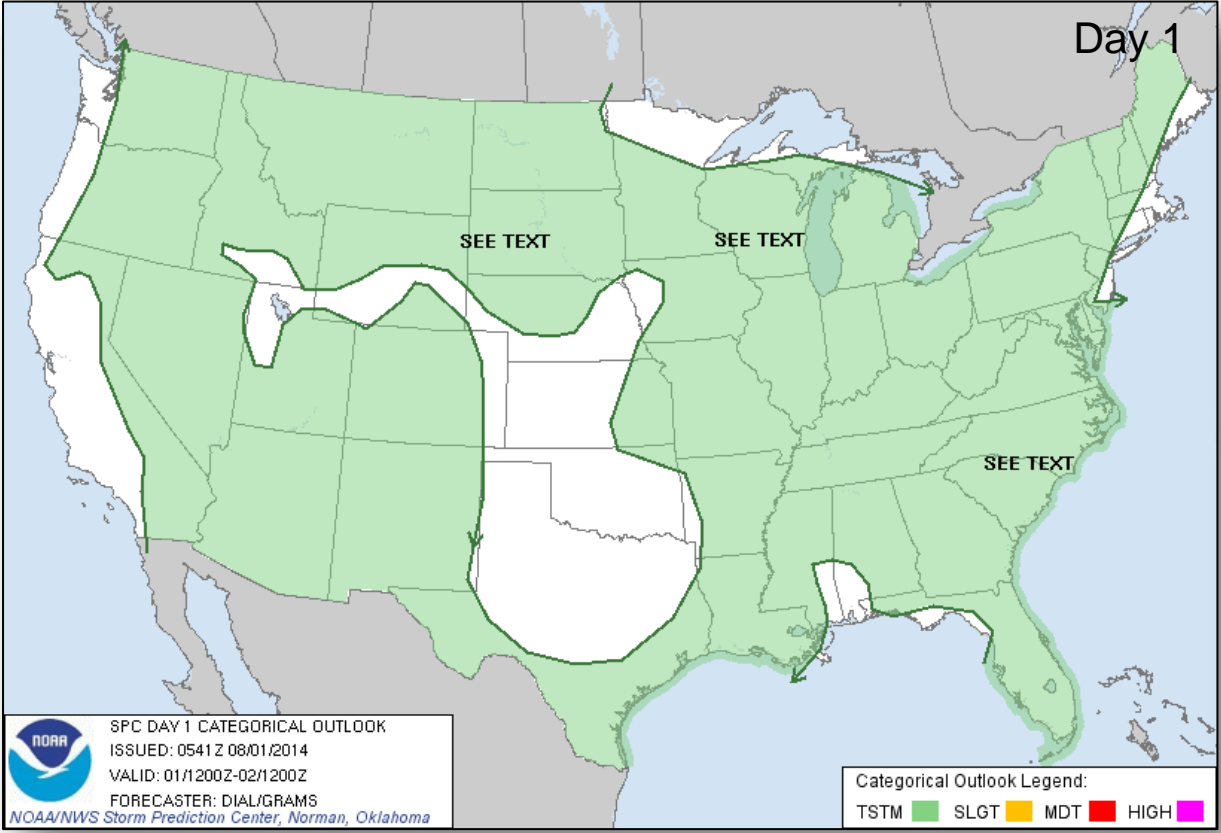 Day 1
SEE TEXT
SEE TEXT
SEE TEXT
NOAA
SPC DAY 1 CATEGORICAL OUTLOOK
ISSUED: 0541Z 08/01/2014
VALID: 01/1200Z-02/1200Z
FORECASTER: DIAL/GRAMS
NOAA/NWS Storm Prediction Center, Norman, Oklahoma
Categorical Outlook Legend:
TSTM SLGT MDT HIGH